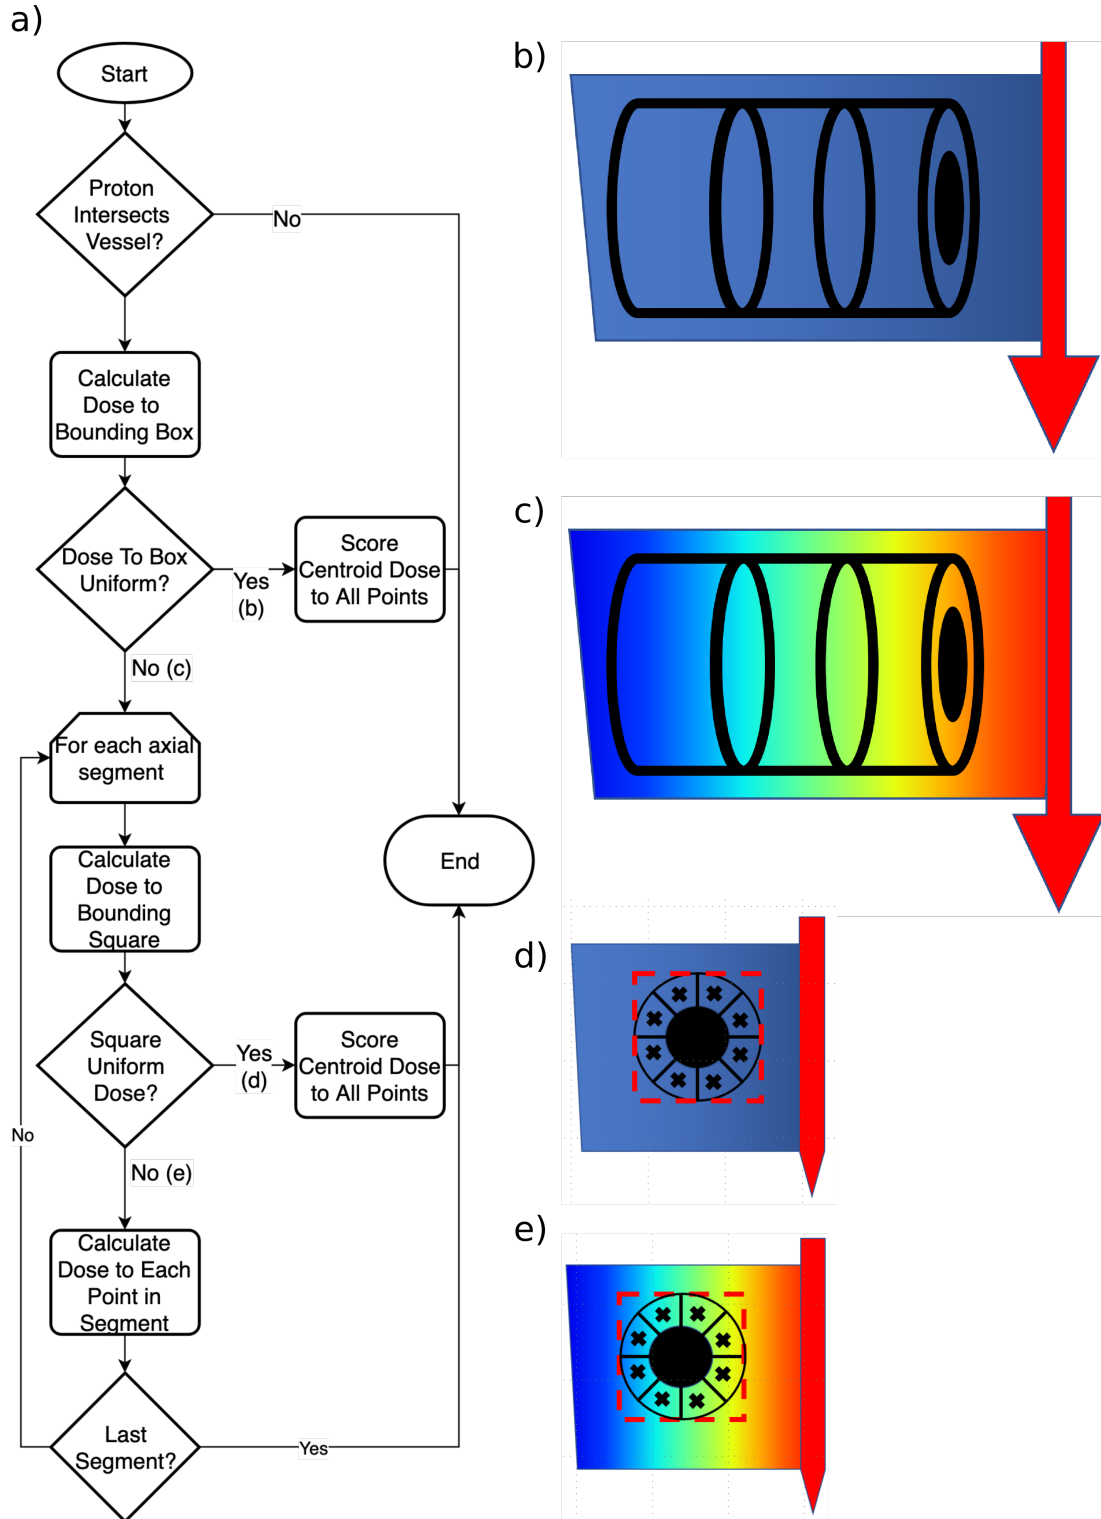 a)
Start
Proton
Intersects
Vessel?
No
Calculate
Dose to
Bounding Box
Dose To Box
Uniform?
Yes
(b)
Score
Centroid Dose
to All Points
No (c)
For each axial
segment
Calculate
Dose to
Bounding
Square
End
Square
Uniform
Dose?
Yes
(d)
Score
Centroid Dose
to All Points
No
No (e)
Calculate
Dose to Each
Point in
Segment
Last
Segment?
Yes
b)
c)
d)
e)